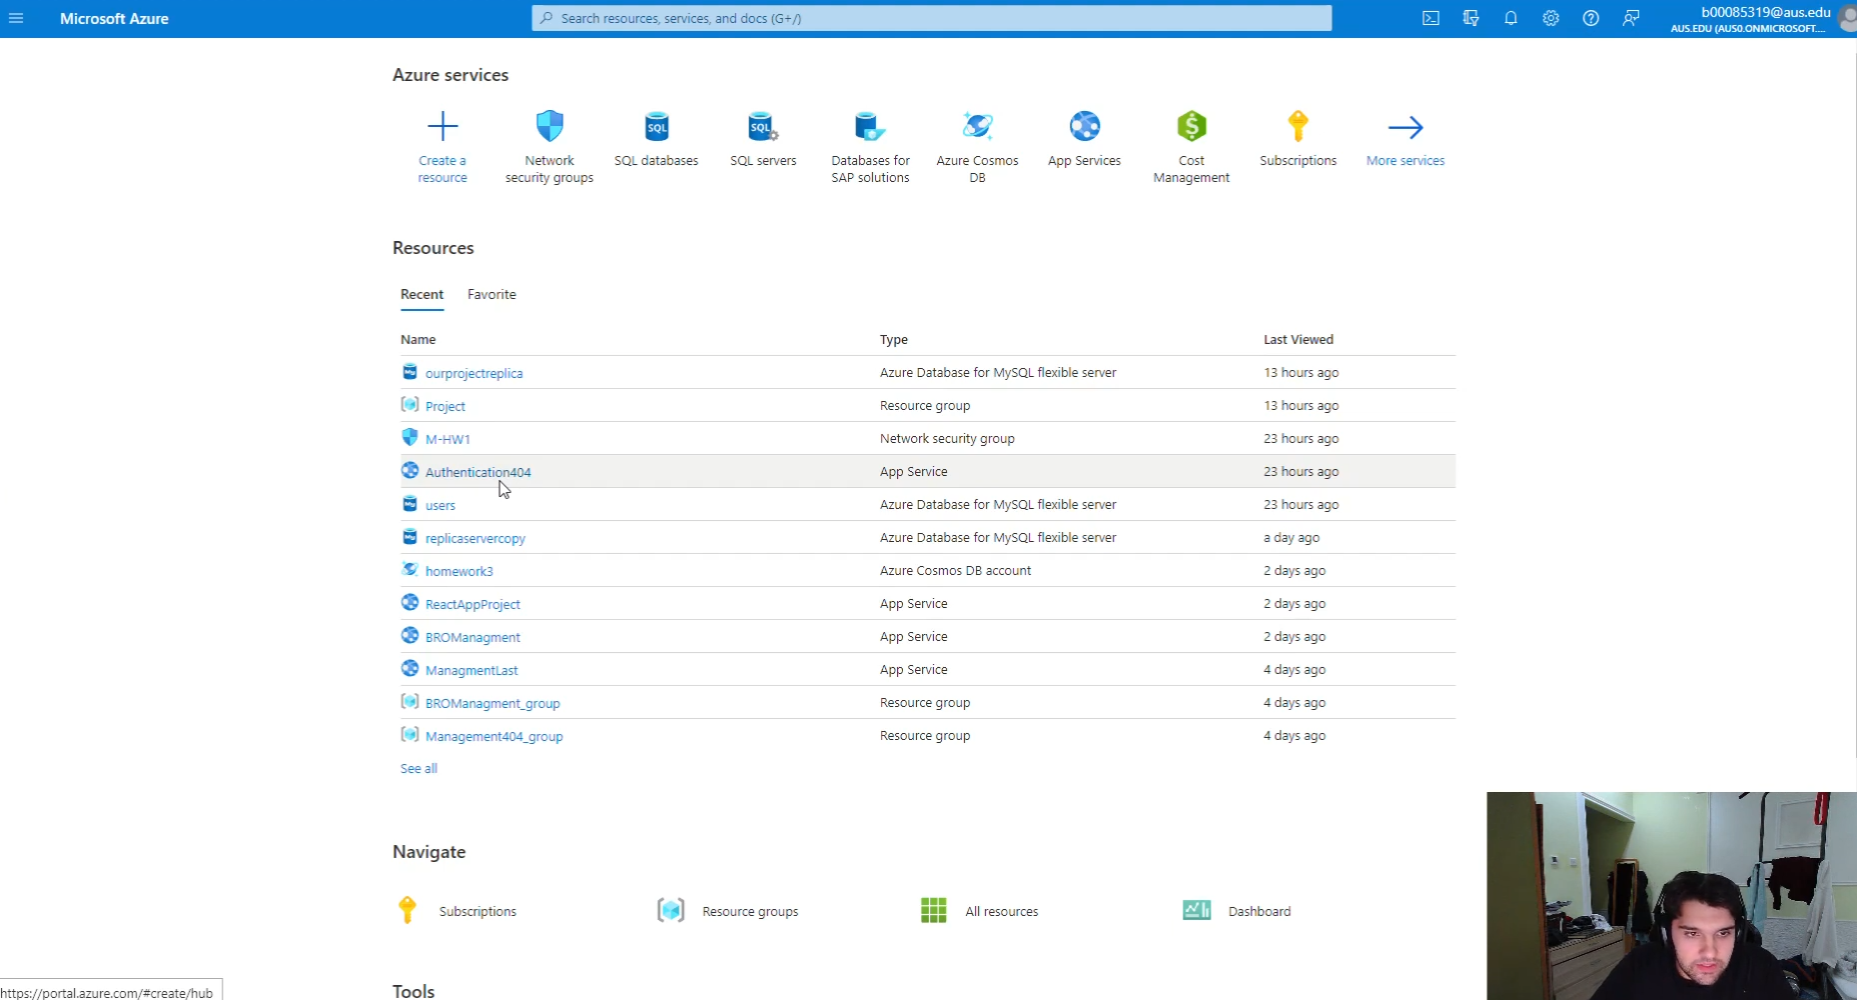 Microsoft Azure
Search resources, services, and docs (G+/)
b00085319@aus.edu
AUS.EDU (AUS0.ONMICROSOFT....
Azure services
Create a
resource
Network
security groups
SQL
SQL databases
SQL
SQL servers
Databases for
SAP solutions
Azure Cosmos
DB
App Services
Cost
Management
Subscriptions
More services
Resources
Recent Favorite
Name Type Last Viewed
ourprojectreplica Azure Database for MySQL flexible server 13 hours ago
Project Resource group 13 hours ago
M-HW1 Network security group 23 hours ago
Authentication404 App Service 23 hours ago
users Azure Database for MySQL flexible server 23 hours ago
replicaservercopy Azure Database for MySQL flexible server a day ago
homework3 Azure Cosmos DB account 2 days ago
ReactAppProject App Service 2 days ago
BROManagment App Service 2 days ago
ManagmentLast App Service 4 days ago
BROManagment_group Resource group 4 days ago
Management404_group Resource group 4 days ago
See all
Navigate
Subscriptions Resource groups All resources Dashboard
Tools
https://portal.azure.com/#create/hub